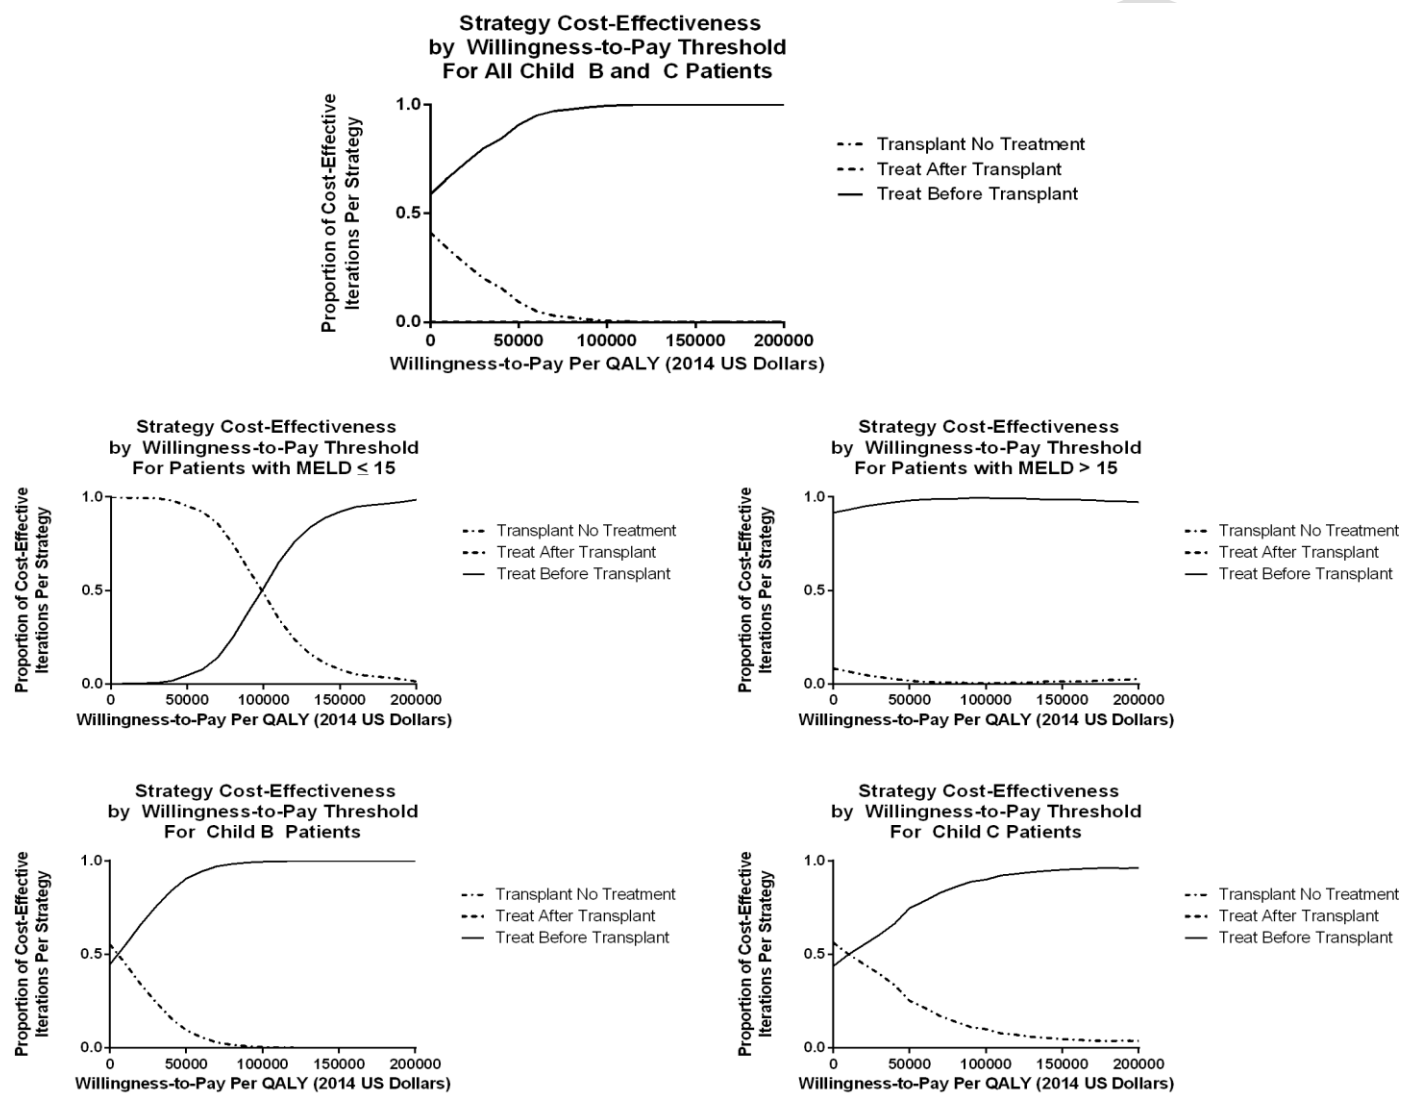 Strategy Cost-Effectiveness
by Willingness-to-Pay Threshold
For All Child B and C Patients
Proportion of Cost-Effective
Iterations Per Strategy
1.0
0.5
0.0
0 50000 100000 150000 200000
Willingness-to-Pay Per QALY (2014 US Dollars)
Transplant No Treatment
Treat After Transplant
Treat Before Transplant
Strategy Cost-Effectiveness
by Willingness-to-Pay Threshold
For Patients with MELD ≤ 15
Proportion of Cost-Effective
Iterations Per Strategy
1.0
0.5
0.0
0 50000 100000 150000 200000
Willingness-to-Pay Per QALY (2014 US Dollars)
Transplant No Treatment
Treat After Transplant
Treat Before Transplant
Strategy Cost-Effectiveness
by Willingness-to-Pay Threshold
For Patients with MELD > 15
Proportion of Cost-Effective
Iterations Per Strategy
1.0
0.5
0.0
0 50000 100000 150000 200000
Willingness-to-Pay Per QALY (2014 US Dollars)
Transplant No Treatment
Treat After Transplant
Treat Before Transplant
Strategy Cost-Effectiveness
by Willingness-to-Pay Threshold
For Child B Patients
Proportion of Cost-Effective
Iterations Per Strategy
1.0
0.5
0.0
0 50000 100000 150000 200000
Willingness-to-Pay Per QALY (2014 US Dollars)
Transplant No Treatment
Treat After Transplant
Treat Before Transplant
Strategy Cost-Effectiveness
by Willingness-to-Pay Threshold
For Child C Patients
Proportion of Cost-Effective
Iterations Per Strategy
1.0
0.5
0.0
0 50000 100000 150000 200000
Willingness-to-Pay Per QALY (2014 US Dollars)
Transplant No Treatment
Treat After Transplant
Treat Before Transplant